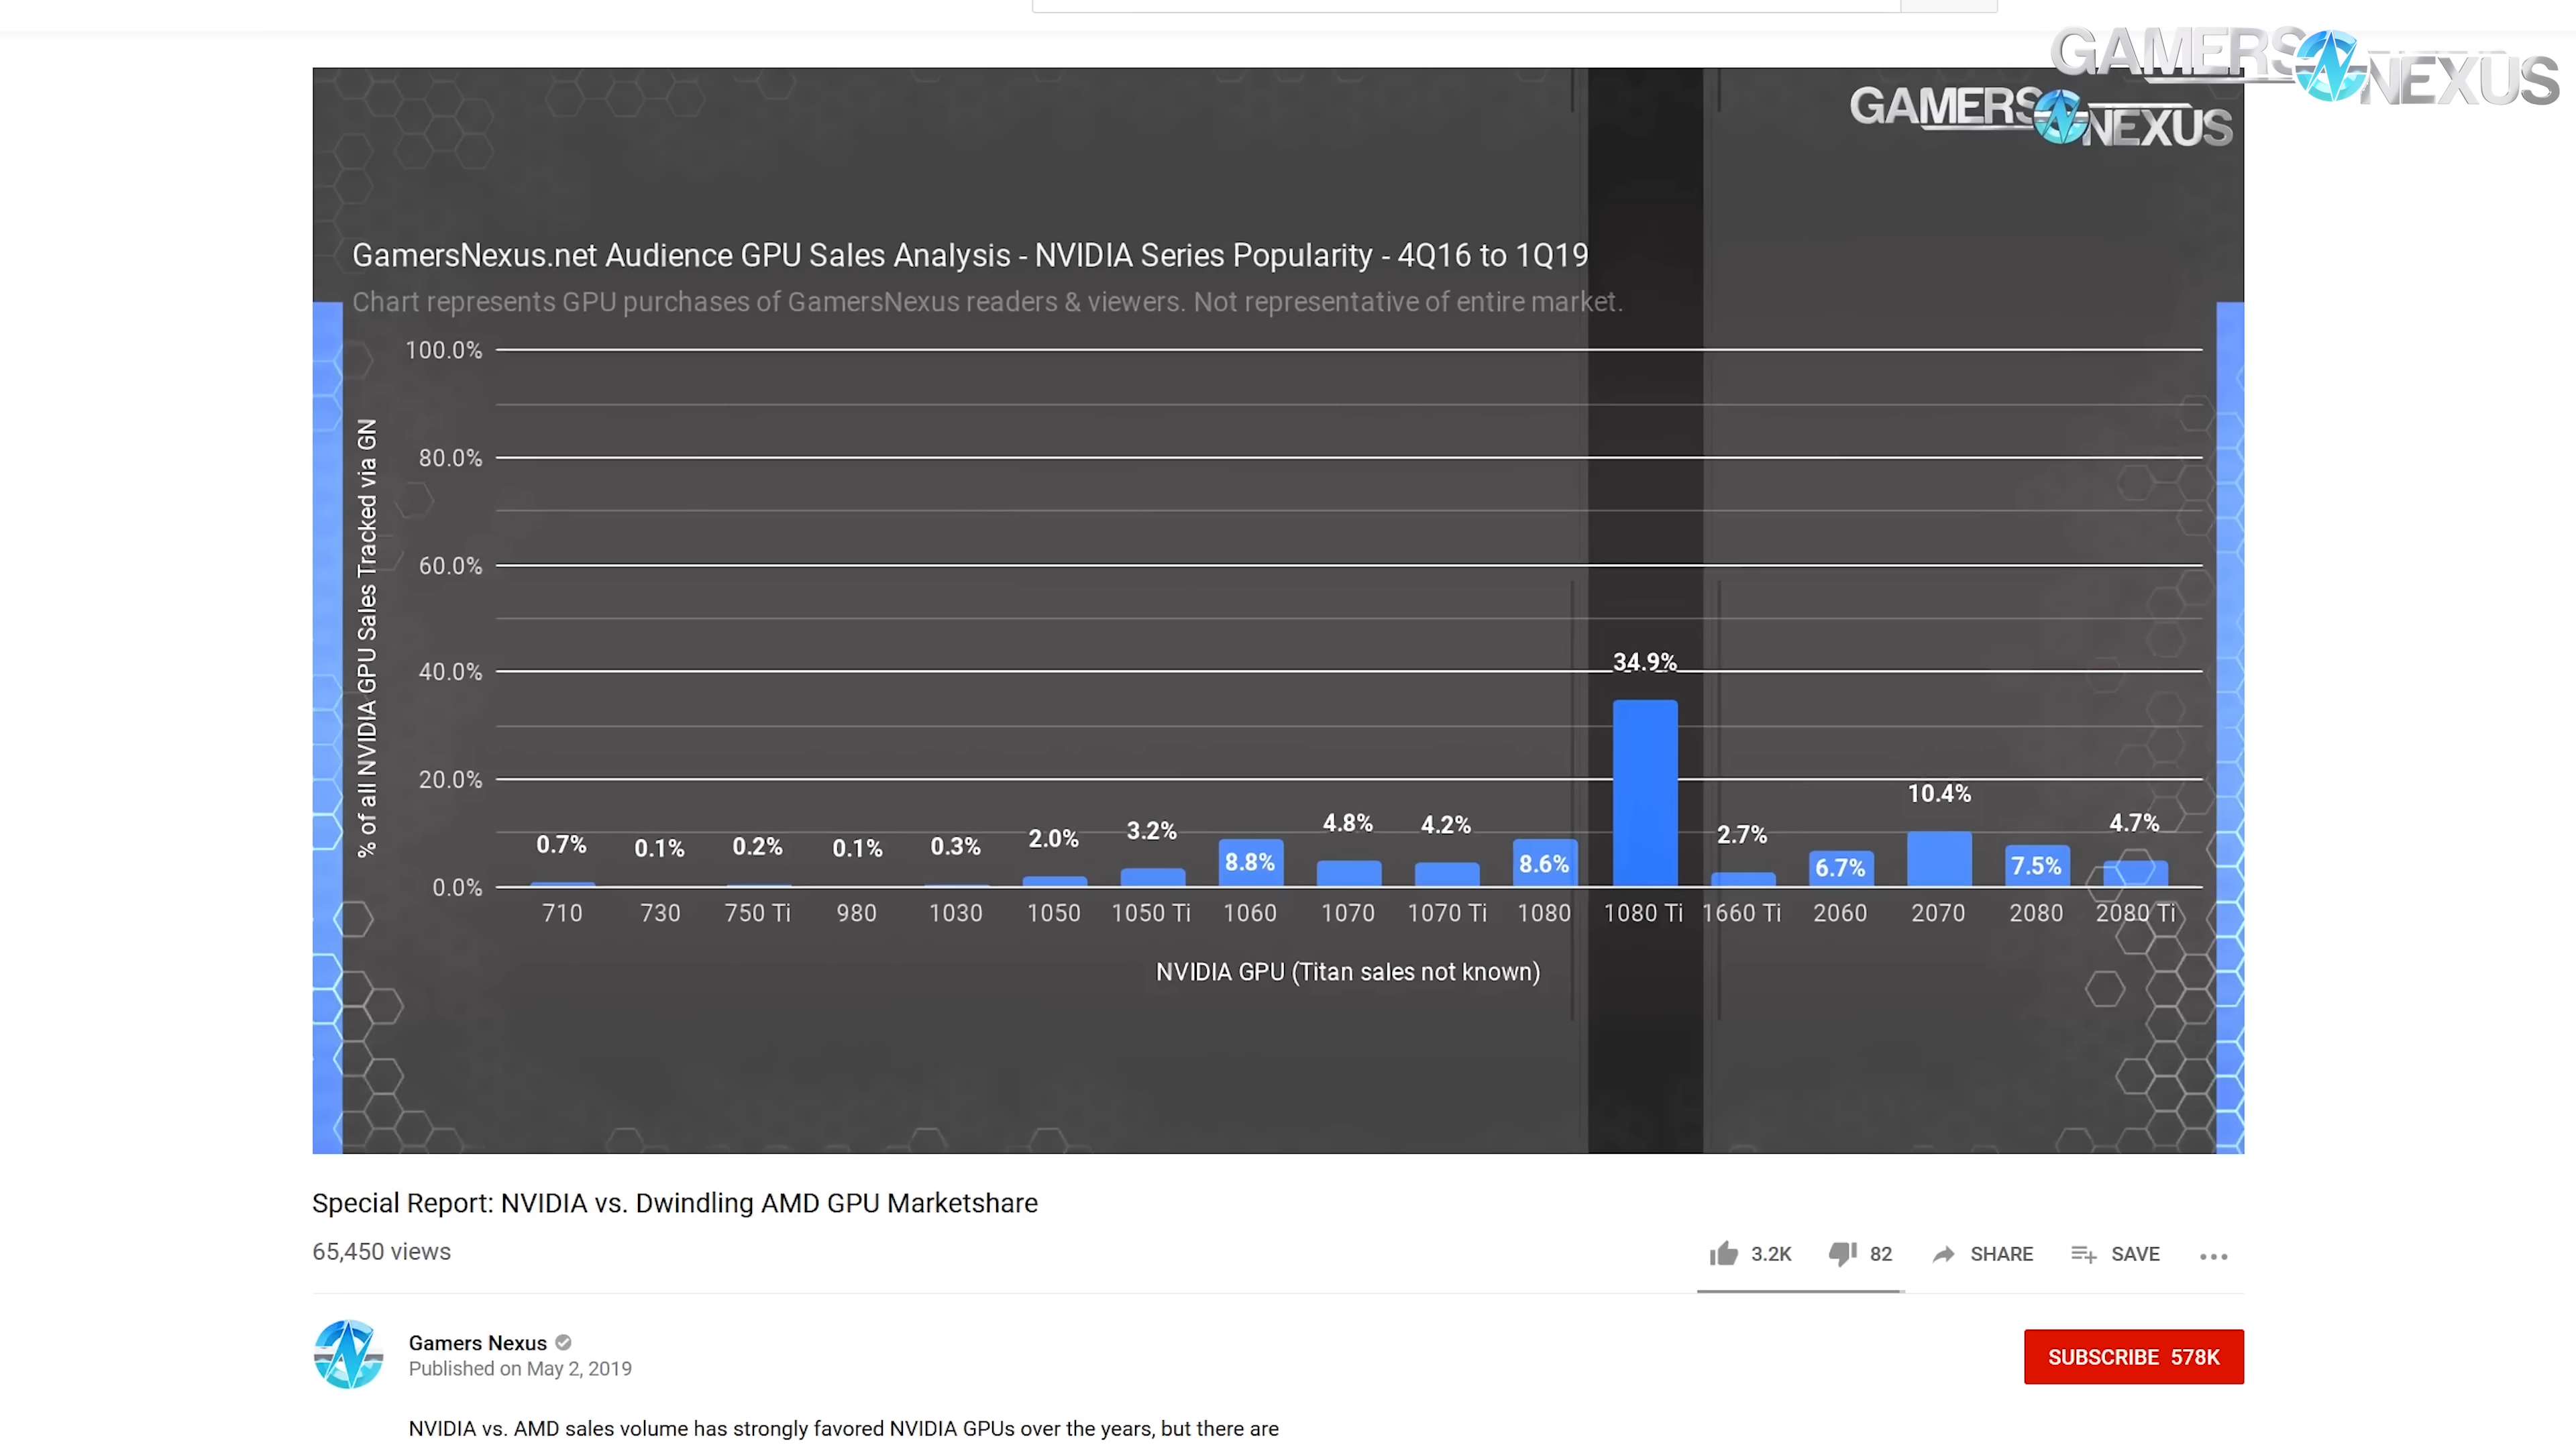 GAMERS NEXUS
GAMERS NEXUS
GamersNexus.net Audience GPU Sales Analysis - NVIDIA Series Popularity - 4Q16 to 1Q19
Chart represents GPU purchases of GamersNexus readers & viewers. Not representative of entire market.
% of all NVIDIA GPU Sales Tracked via GN
100.0%
80.0%
60.0%
40.0%
20.0%
0.0%
0.7% 0.1% 0.2% 0.1% 0.3% 2.0% 3.2% 8.8% 4.8% 4.2% 8.6% 34.9% 2.7% 6.7% 10.4% 7.5% 4.7%
710 730 750 Ti 980 1030 1050 1050 Ti 1060 1070 1070 Ti 1080 1080 Ti 1660 Ti 2060 2070 2080 2080 Ti
NVIDIA GPU (Titan sales not known)
Special Report: NVIDIA vs. Dwindling AMD GPU Marketshare
65,450 views
3.2K 82 SHARE SAVE
Gamers Nexus
Published on May 2, 2019
SUBSCRIBE 578K
NVIDIA vs. AMD sales volume has strongly favored NVIDIA GPUs over the years, but there are